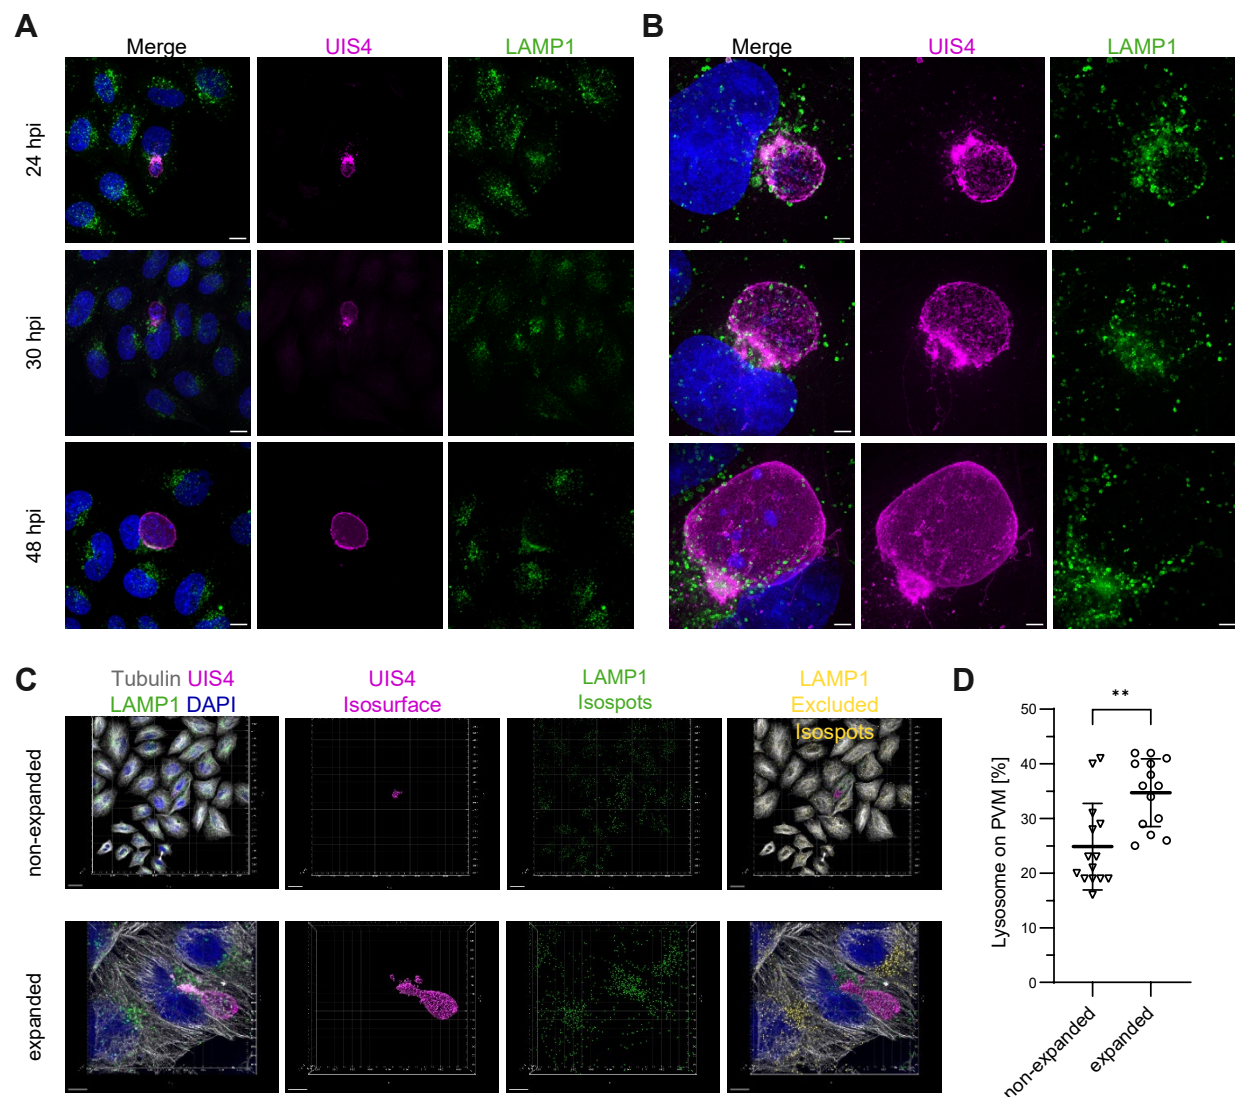 A
B
Merge UIS4 LAMP1
Merge UIS4 LAMP1
24 hpi
30 hpi
48 hpi
C
D
Tubulin UIS4
LAMP1 DAPI
UIS4
Isosurface
LAMP1
Isospots
LAMP1
Excluded
Isospots
non-expanded
expanded
**
Lysosome on PVM [%]
50
40
30
20
10
0
non-expanded
expanded